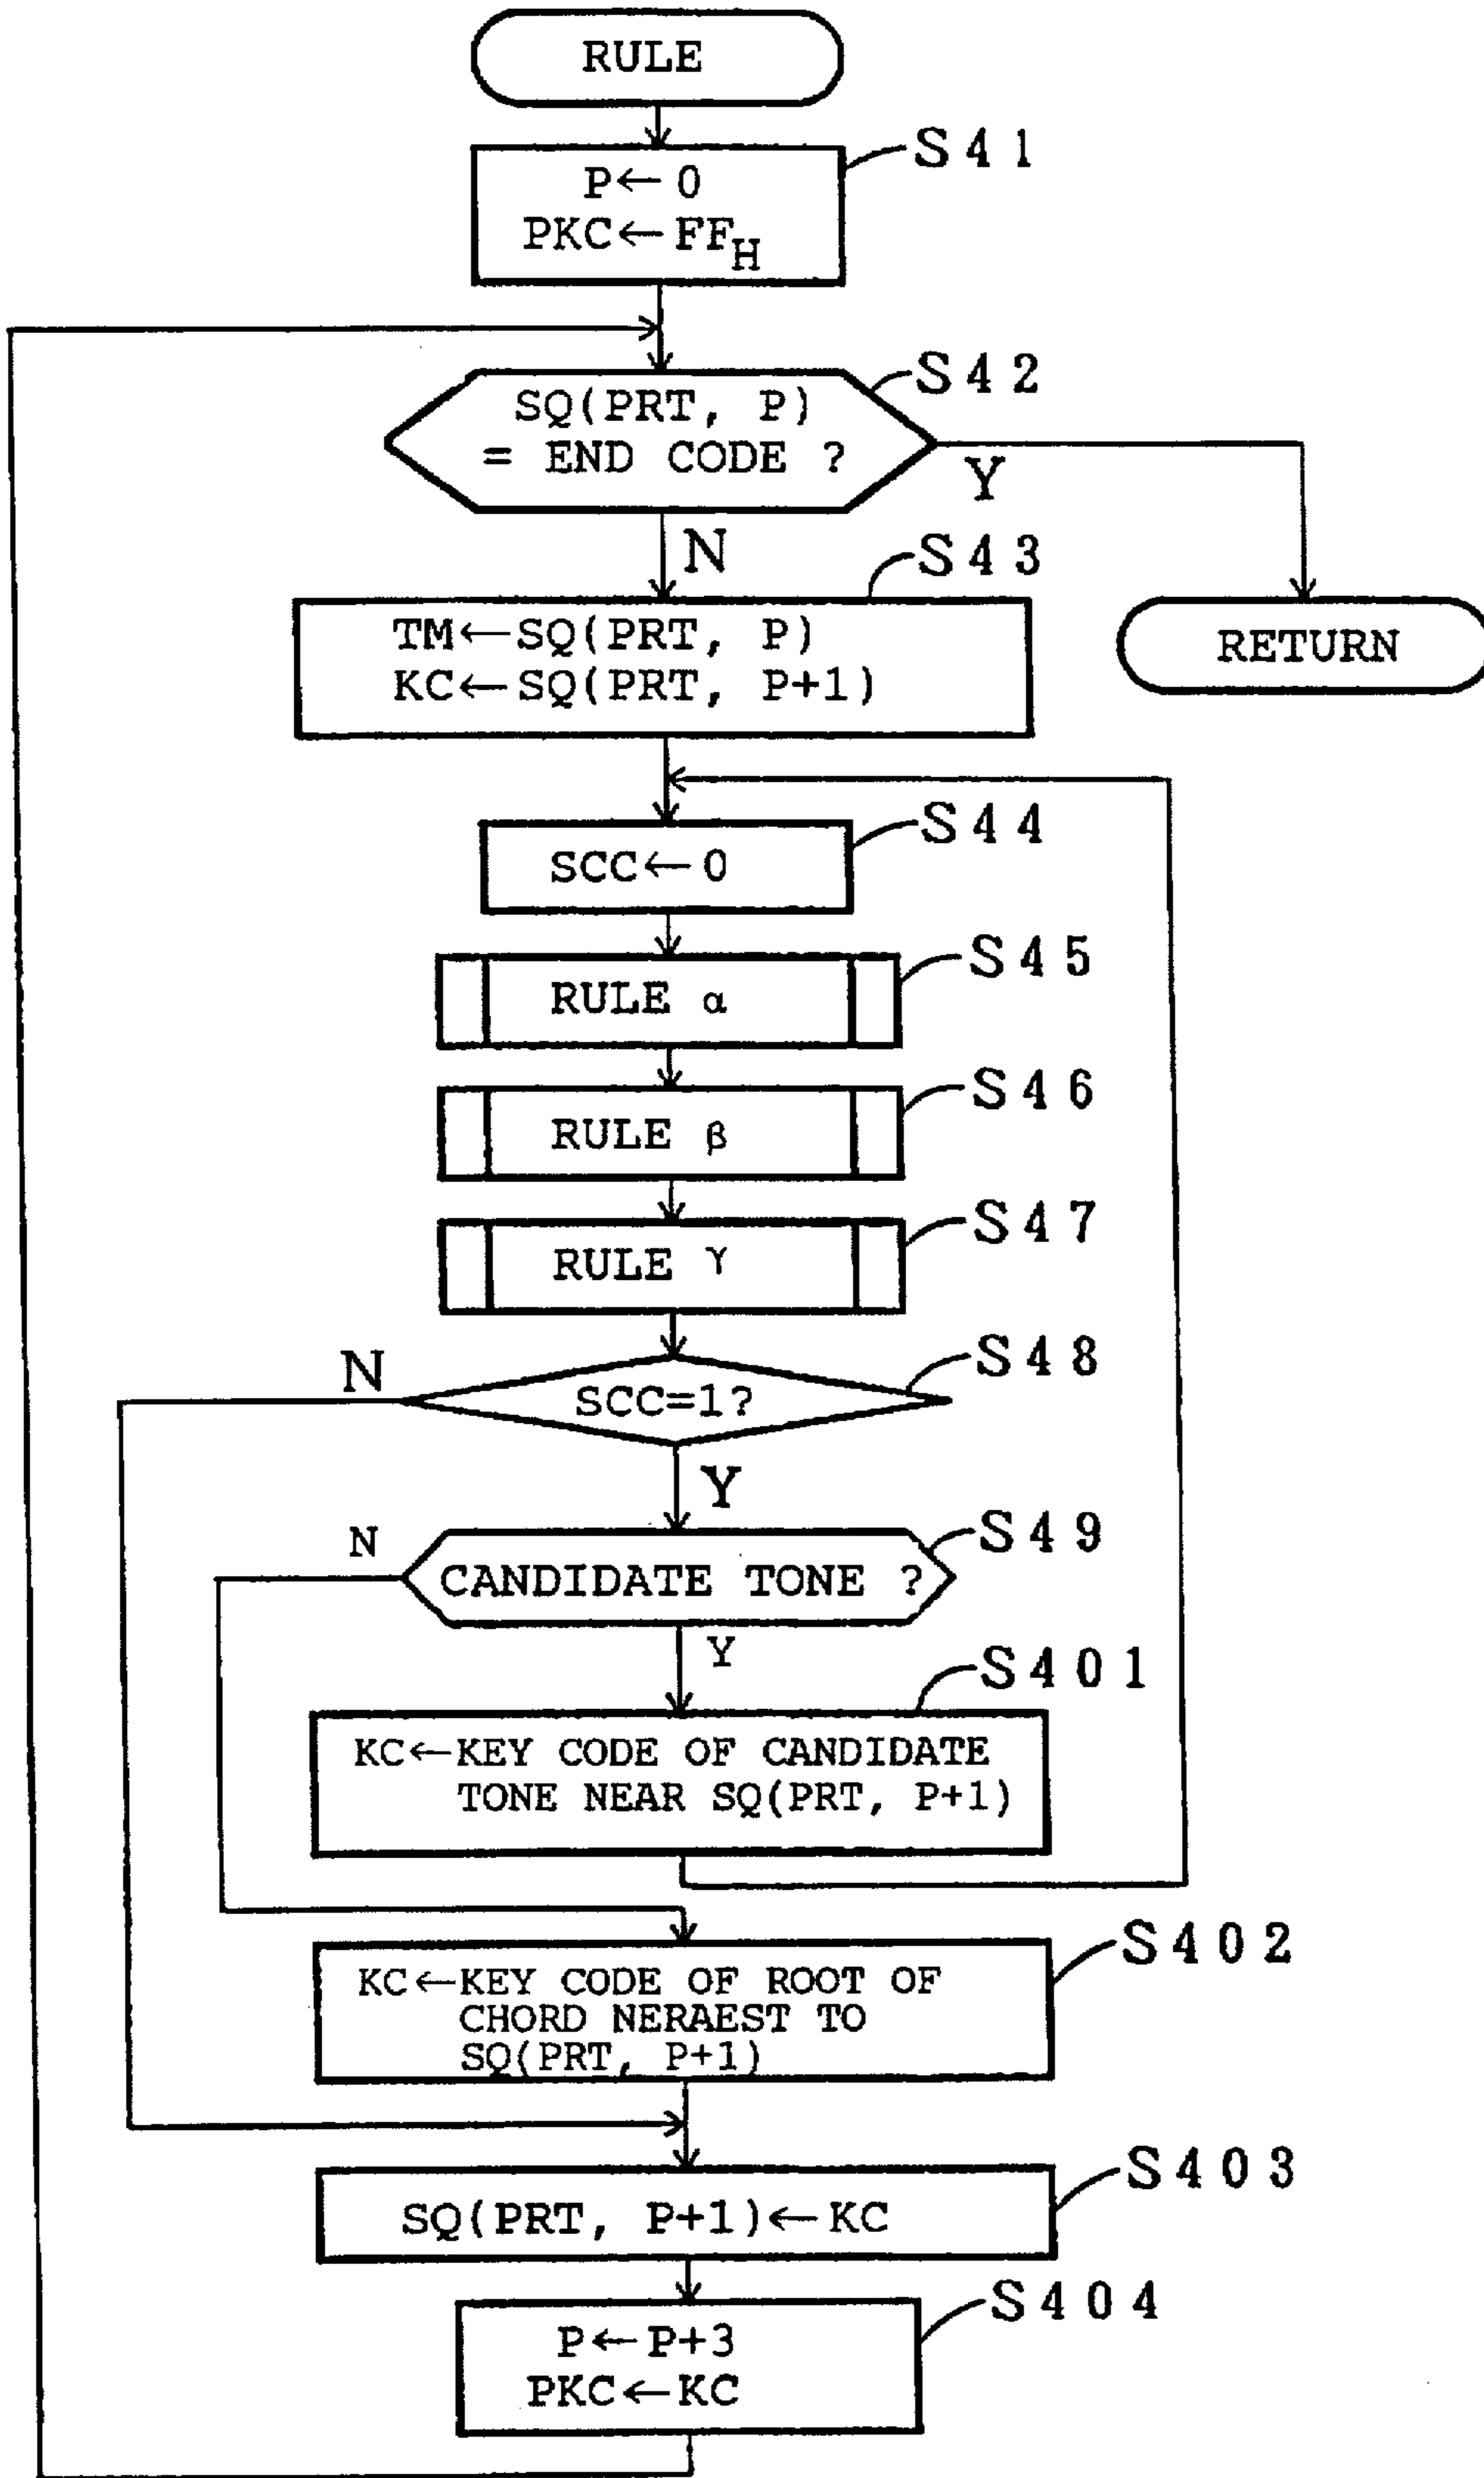 RULE
S41
P←0
PKC←FF_H
S42
SQ(PRT, P)
= END CODE ?
Y
N
S43
TM←SQ(PRT, P)
KC←SQ(PRT, P+1)
RETURN
S44
SCC←0
S45
RULE α
S46
RULE β
S47
RULE γ
S48
N
SCC=1?
Y
S49
N
CANDIDATE TONE ?
Y
S401
KC←KEY CODE OF CANDIDATE
TONE NEAR SQ(PRT, P+1)
S402
KC←KEY CODE OF ROOT OF
CHORD NERAEST TO
SQ(PRT, P+1)
S403
SQ(PRT, P+1)←KC
S404
P←P+3
PKC←KC